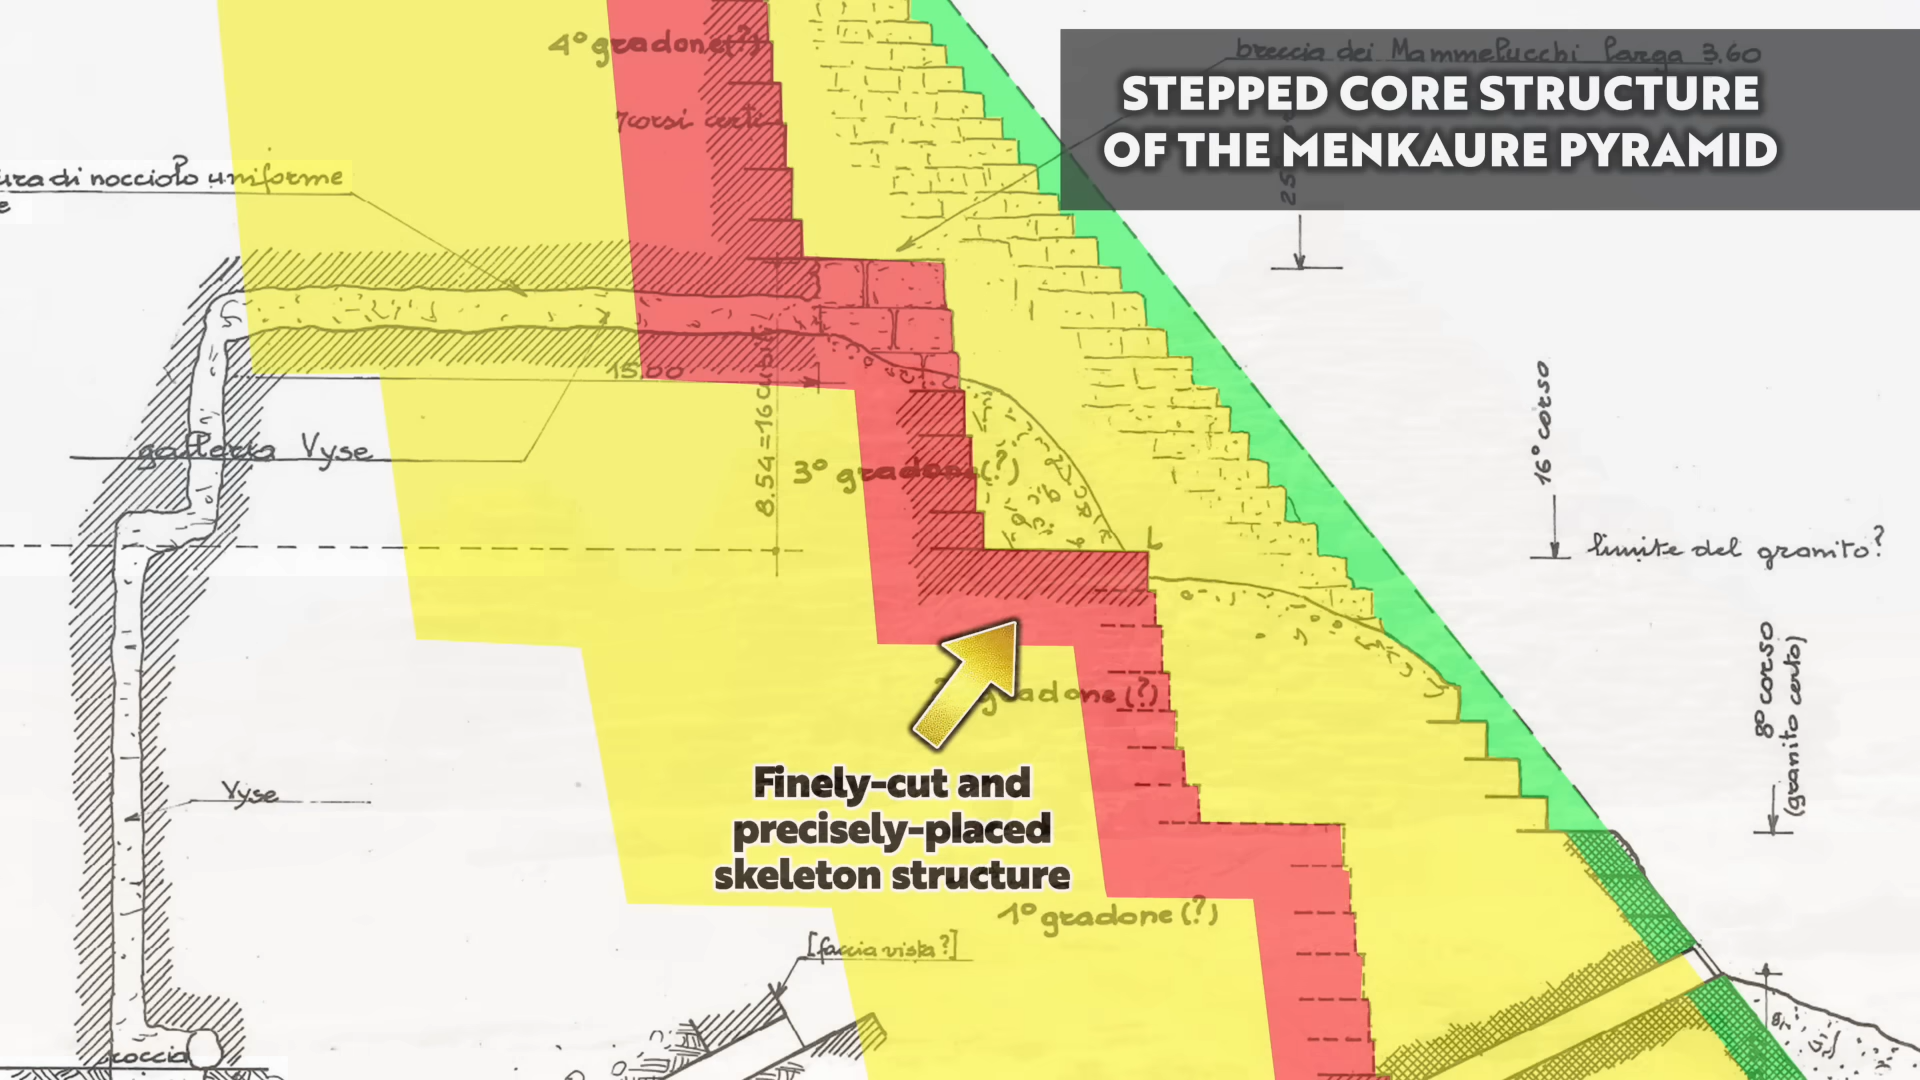 4° gradone (?)
breccia dei Mammelucchi larga 3.60
STEPPED CORE STRUCTURE
OF THE MENKAURE PYRAMID
7 corsi certi
di nocciolo uniforme
15.00
galleria Vyse
8.54=16 cubiti
3° gradone (?)
16° corso
limite del granito?
8° corso
(granito certo)
gradone (?)
Vyse
Finely-cut and
precisely-placed
skeleton structure
1° gradone (?)
[faccia vista?]
roccia